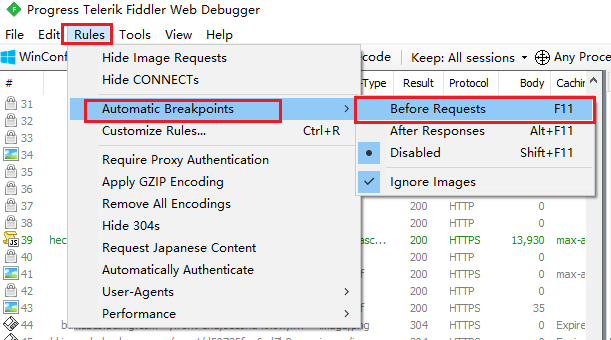 Progress Telerik Fiddler Web Debugger
File Edit Rules Tools View Help
WinConf Hide Image Requests code Keep: All sessions Any Proce
Hide CONNECTs
# Type Result Protocol Body Cachin
31
32
Automatic Breakpoints Before Requests F11
33
Customize Rules... Ctrl+R After Responses Alt+F11
34 Disabled Shift+F11
35 Require Proxy Authentication
Apply GZIP Encoding Ignore Images
36
37 Remove All Encodings 200 HTTP 0
38 Hide 304s 200 HTTP 0
39 hec Request Japanese Content asc... 200 HTTPS 13,930 max-a
40 200 HTTP 0
41 Automatically Authenticate f 200 HTTPS 0 max-a
42 User-Agents 200 HTTP 0
43 Performance f 200 HTTPS 35
44 304 HTTPS 0 Expire